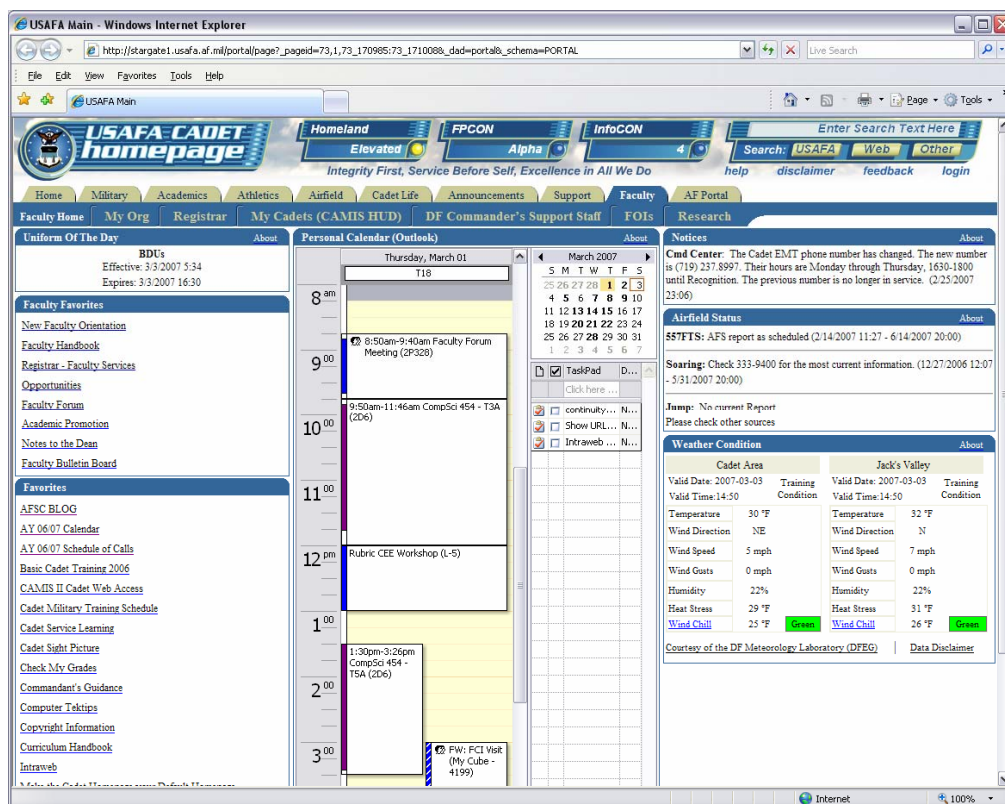 USAFA Main - Windows Internet Explorer
http://stargate1.usafa.af.mil/portal/page?_pageid=73,1,73_170985:73_171008&_dad=portal&_schema=PORTAL
Live Search
File Edit View Favorites Tools Help
USAFA Main
Page Tools
USAFA CADET homepage
Homeland Elevated
FPCON Alpha
InfoCON 4
Enter Search Text Here
Search: USAFA Web Other
Integrity First, Service Before Self, Excellence in All We Do
help disclaimer feedback login
Home Military Academics Athletics Airfield Cadet Life Announcements Support Faculty AF Portal
Faculty Home My Org Registrar My Cadets (CAMIS HUD) DF Commander's Support Staff FOIs Research
Uniform Of The Day About
BDUs
Effective: 3/3/2007 5:34
Expires: 3/3/2007 16:30
Faculty Favorites
New Faculty Orientation
Faculty Handbook
Registrar - Faculty Services
Opportunities
Faculty Forum
Academic Promotion
Notes to the Dean
Faculty Bulletin Board
Favorites
AFSC BLOG
AY 06/07 Calendar
AY 06/07 Schedule of Calls
Basic Cadet Training 2006
CAMIS II Cadet Web Access
Cadet Military Training Schedule
Cadet Service Learning
Cadet Sight Picture
Check My Grades
Commandant's Guidance
Computer Tektips
Copyright Information
Curriculum Handbook
Intraweb
Make the Cadet Homepage your Default Homepage
Personal Calendar (Outlook) About
Thursday, March 01
T18
8 am
8:50am-9:40am Faculty Forum
Meeting (2P328)
9 00
9:50am-11:46am CompSci 454 - T3A
(2D6)
10 00
11 00
12 pm
Rubric CEE Workshop (L-5)
1 00
1:30pm-3:26pm
CompSci 454 -
T5A (2D6)
2 00
3 00
FW: FCI Visit
(My Cube -
4199)
March 2007
S M T W T F S
25 26 27 28 1 2 3
4 5 6 7 8 9 10
11 12 13 14 15 16 17
18 19 20 21 22 23 24
25 26 27 28 29 30 31
1 2 3 4 5 6 7
TaskPad D...
Click here ...
continuity... N...
Show URL... N...
Intraweb ... N...
Notices About
Cmd Center: The Cadet EMT phone number has changed. The new number
is (719) 237.8997. Their hours are Monday through Thursday, 1630-1800
until Recognition. The previous number is no longer in service. (2/25/2007
23:06)
Airfield Status About
557FTS: AFS report as scheduled (2/14/2007 11:27 - 6/14/2007 20:00)
Soaring: Check 333-9400 for the most current information. (12/27/2006 12:07
- 5/31/2007 20:00)
Jump: No current Report
Please check other sources
Weather Condition About
Cadet Area
Valid Date: 2007-03-03
Valid Time:14:50
Training
Condition
Temperature 30 °F
Wind Direction NE
Wind Speed 5 mph
Wind Gusts 0 mph
Humidity 22%
Heat Stress 29 °F
Wind Chill 25 °F Green
Jack's Valley
Valid Date: 2007-03-03
Valid Time:14:50
Training
Condition
Temperature 32 °F
Wind Direction N
Wind Speed 7 mph
Wind Gusts 0 mph
Humidity 22%
Heat Stress 31 °F
Wind Chill 26 °F Green
Courtesy of the DF Meteorology Laboratory (DFEG) | Data Disclaimer
Internet 100%